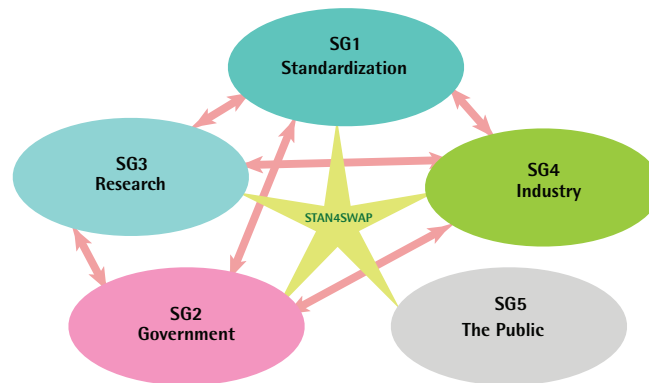 SG1
Standardization
SG3
Research
SG4
Industry
STAN4SWAP
SG2
Government
SG5
The Public